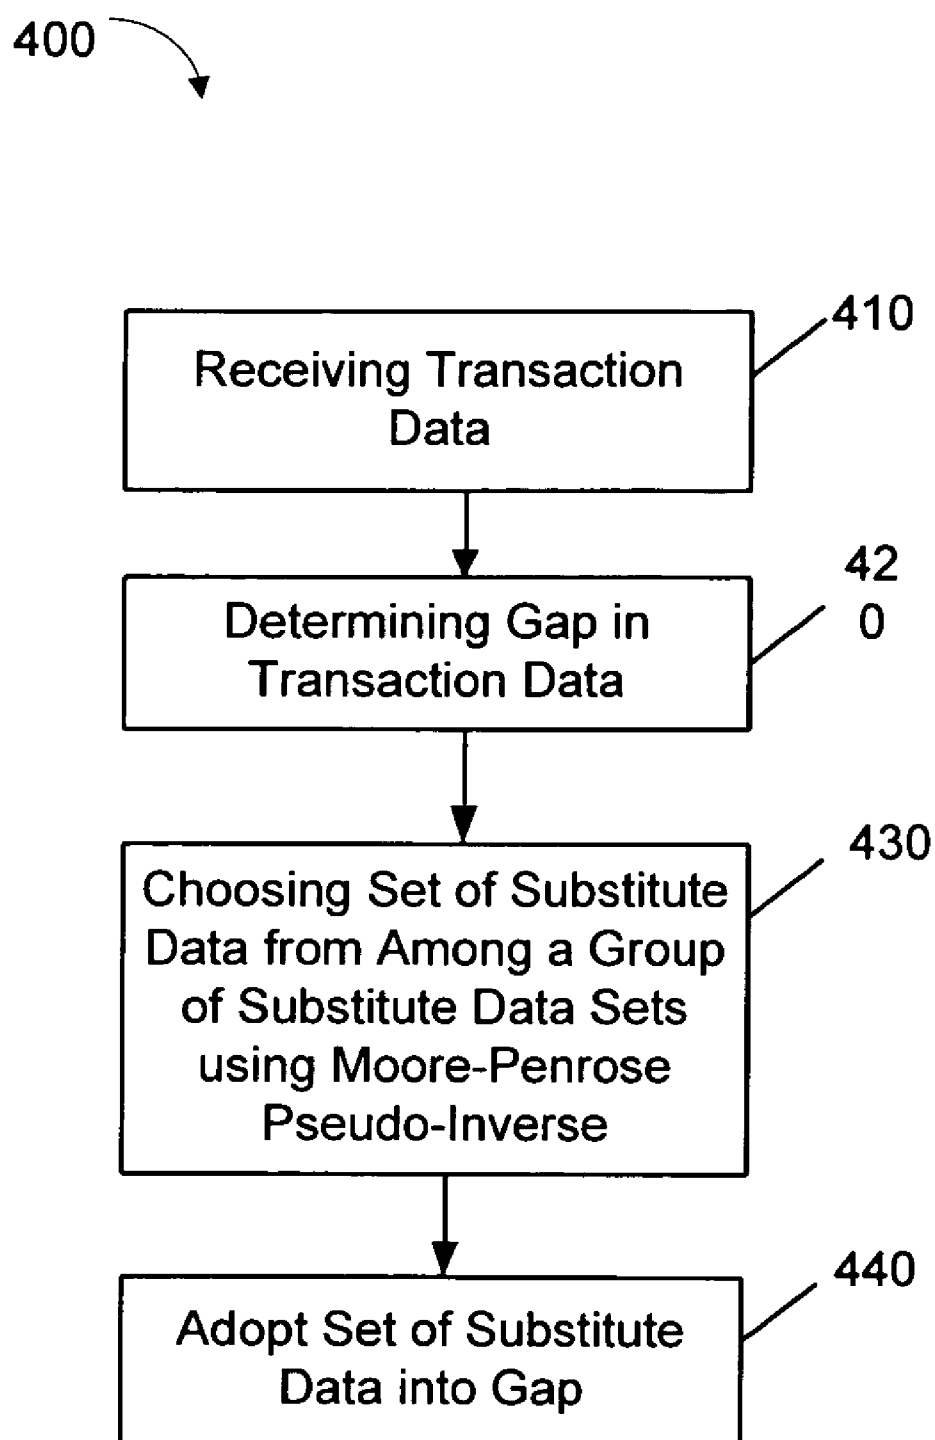 400
410
Receiving Transaction
Data
42
0
Determining Gap in
Transaction Data
430
Choosing Set of Substitute
Data from Among a Group
of Substitute Data Sets
using Moore-Penrose
Pseudo-Inverse
440
Adopt Set of Substitute
Data into Gap